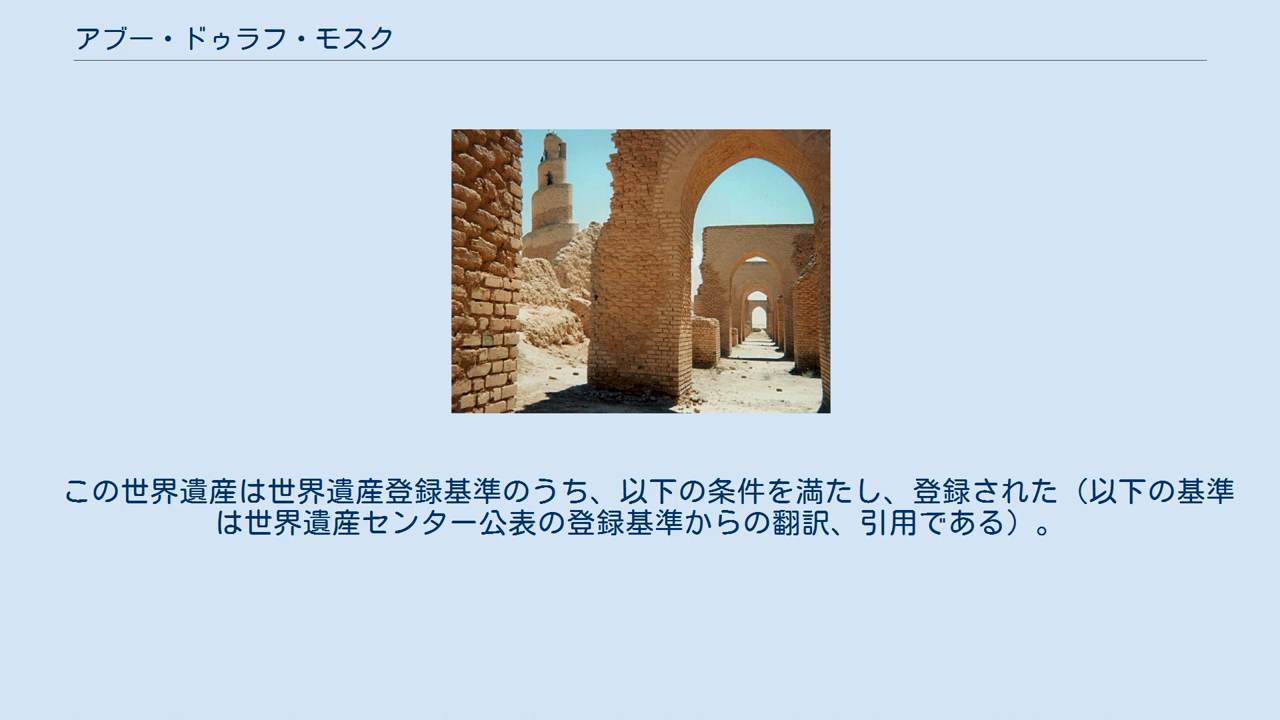 アブー・ドゥラフ・モスク
この世界遺産は世界遺産登録基準のうち、以下の条件を満たし、登録された（以下の基準
は世界遺産センター公表の登録基準からの翻訳、引用である）。